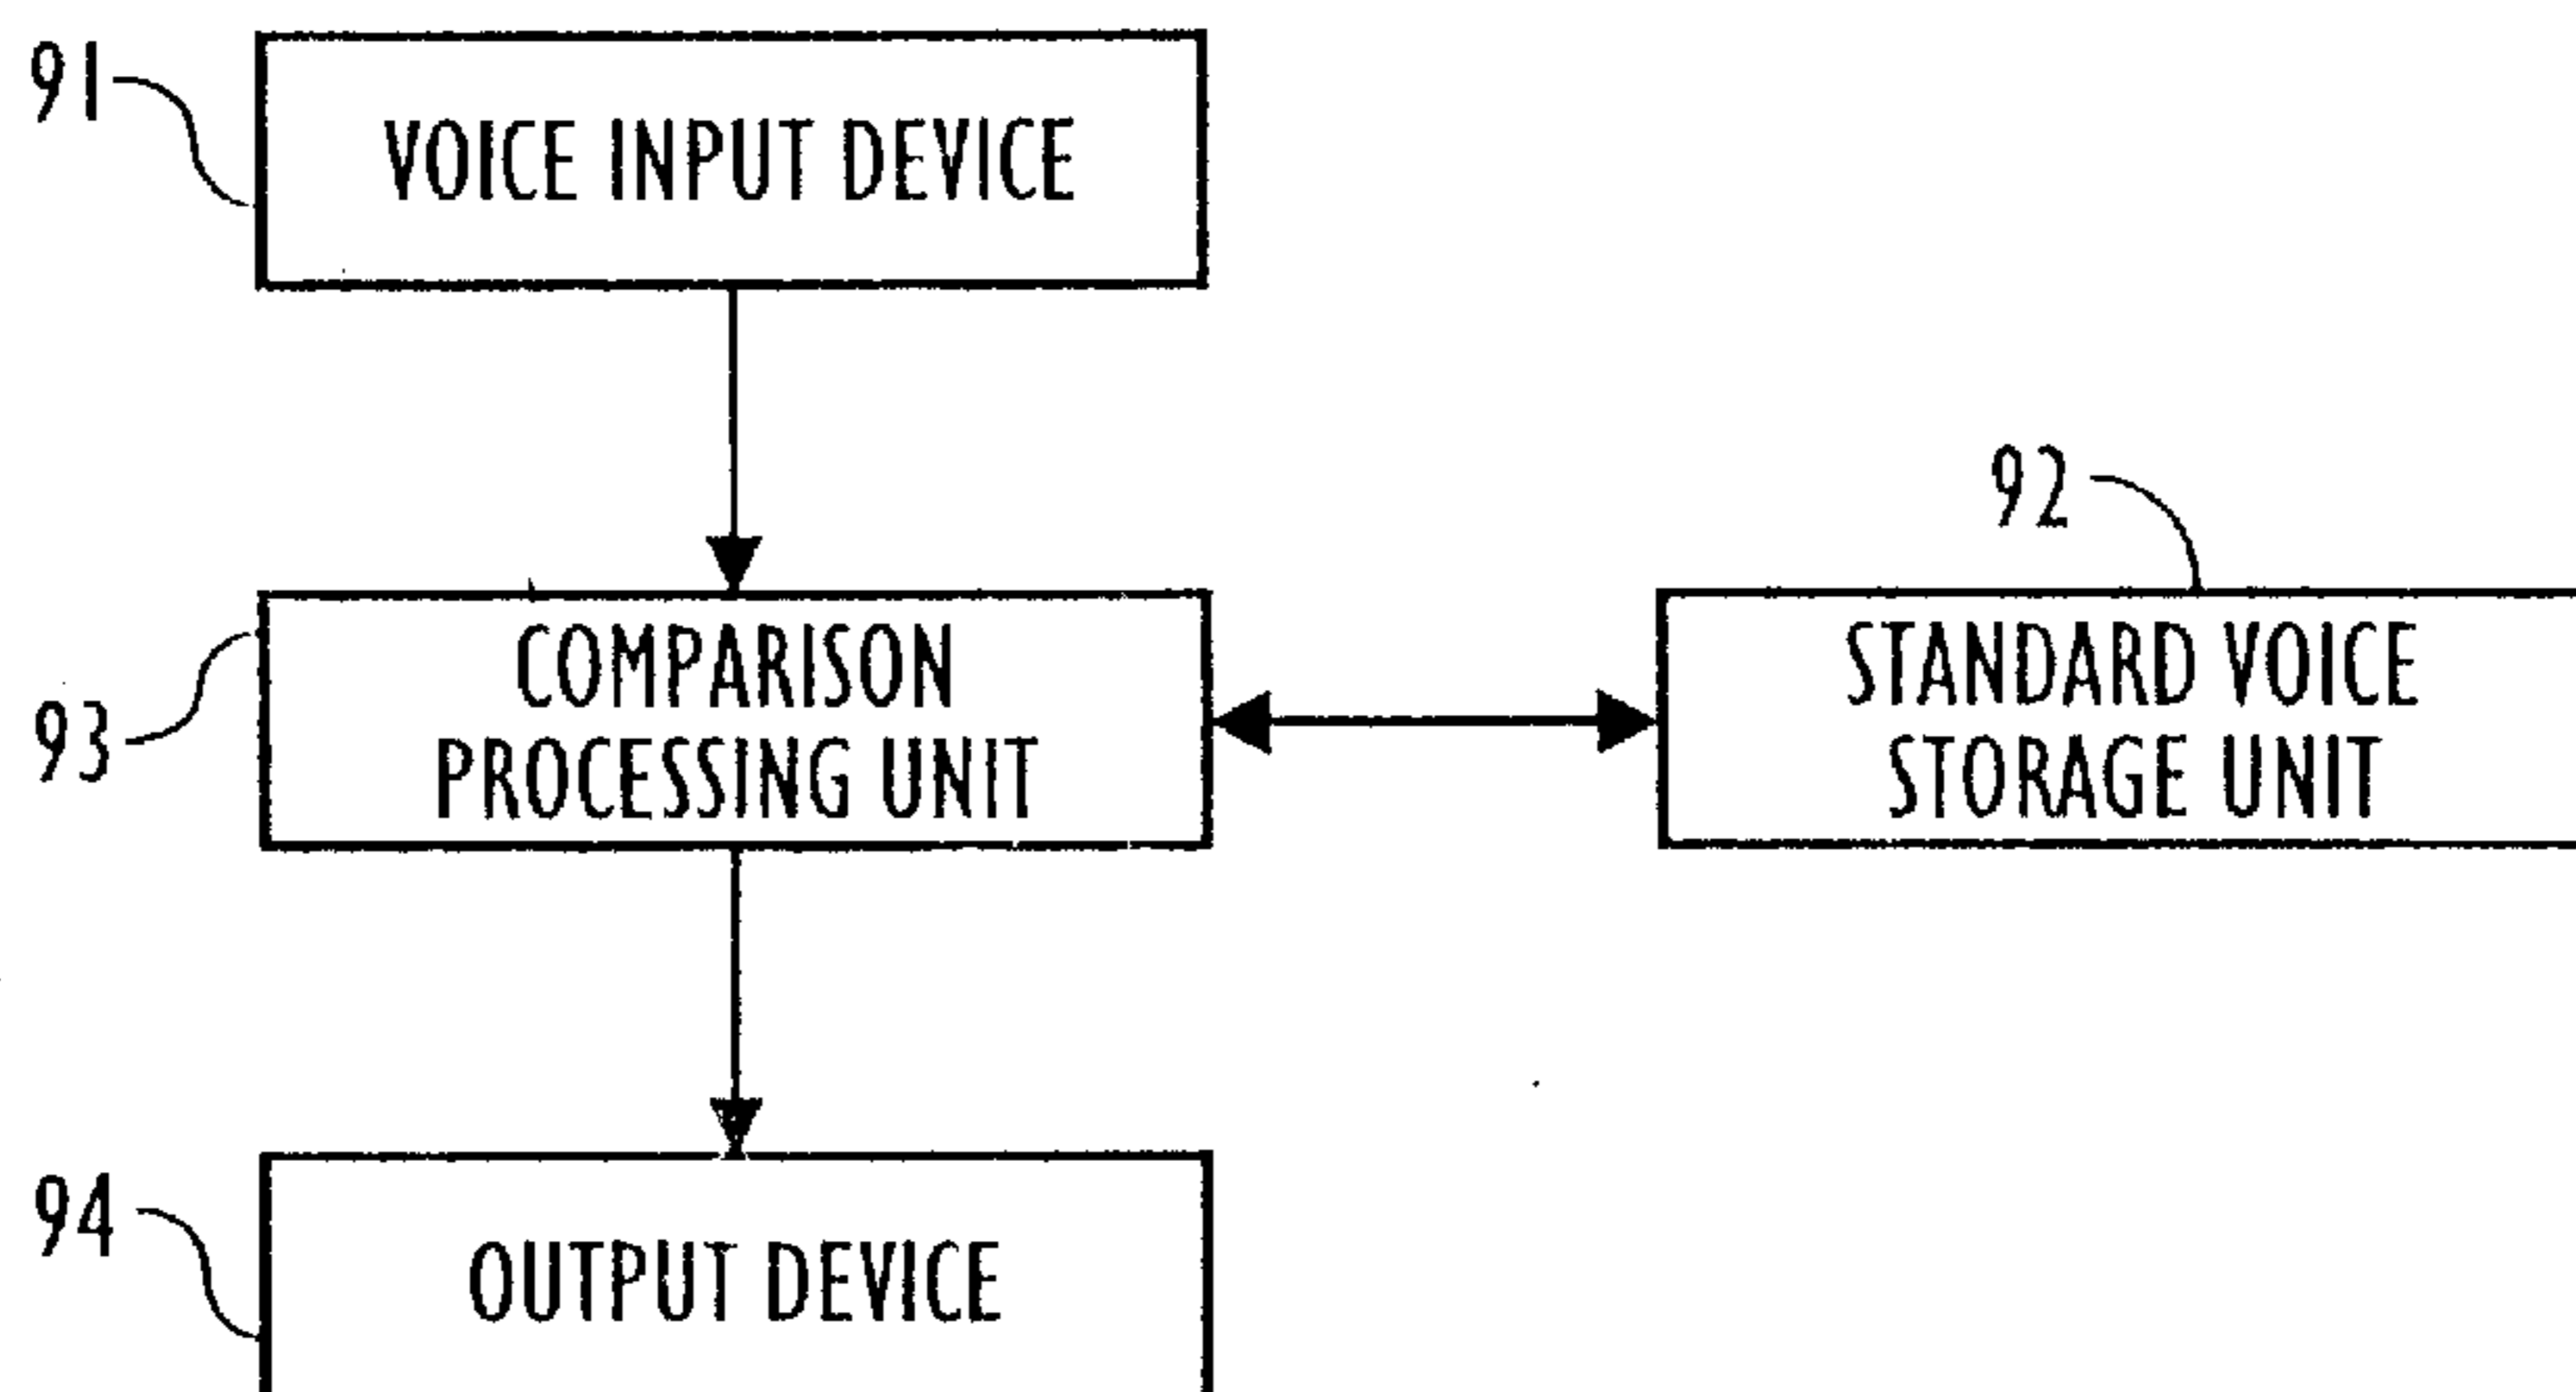 91
VOICE INPUT DEVICE
92
COMPARISON
PROCESSING UNIT
93
STANDARD VOICE
STORAGE UNIT
94
OUTPUT DEVICE